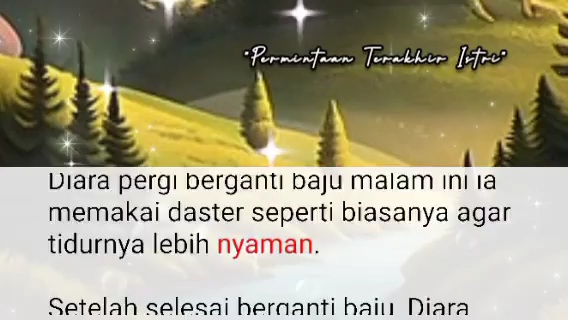 "Permintaan Terakhir Istri"
Diara pergi berganti baju malam ini ia
memakai daster seperti biasanya agar
tidurnya lebih nyaman.
Setelah selesai berganti baju Diara